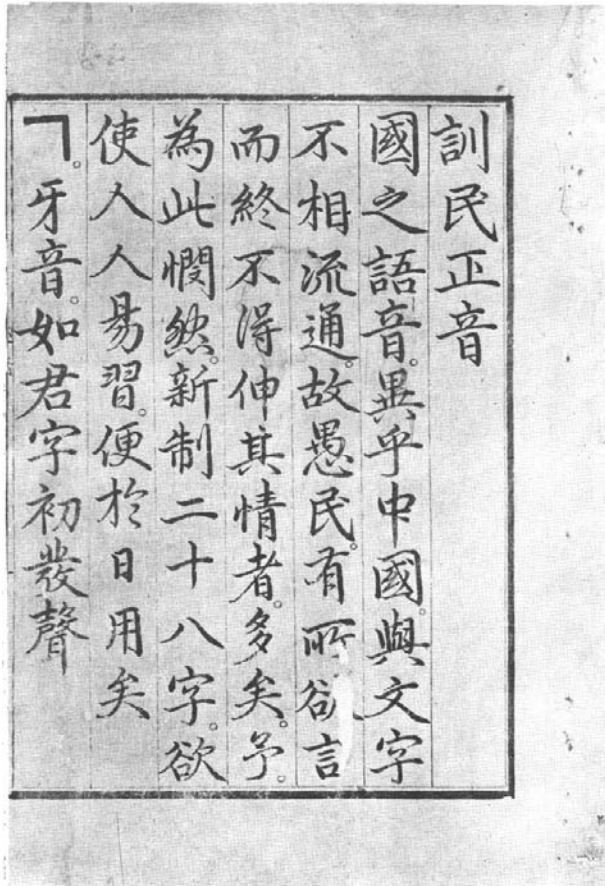 訓民正音
國之語音。異乎中國。與文字
不相流通。故愚民。有所欲言
而終不得伸其情者。多矣。予。
為此憫然。新制二十八字。欲
使人人易習。便於日用矣
ㄱ。牙音。如君字初發聲